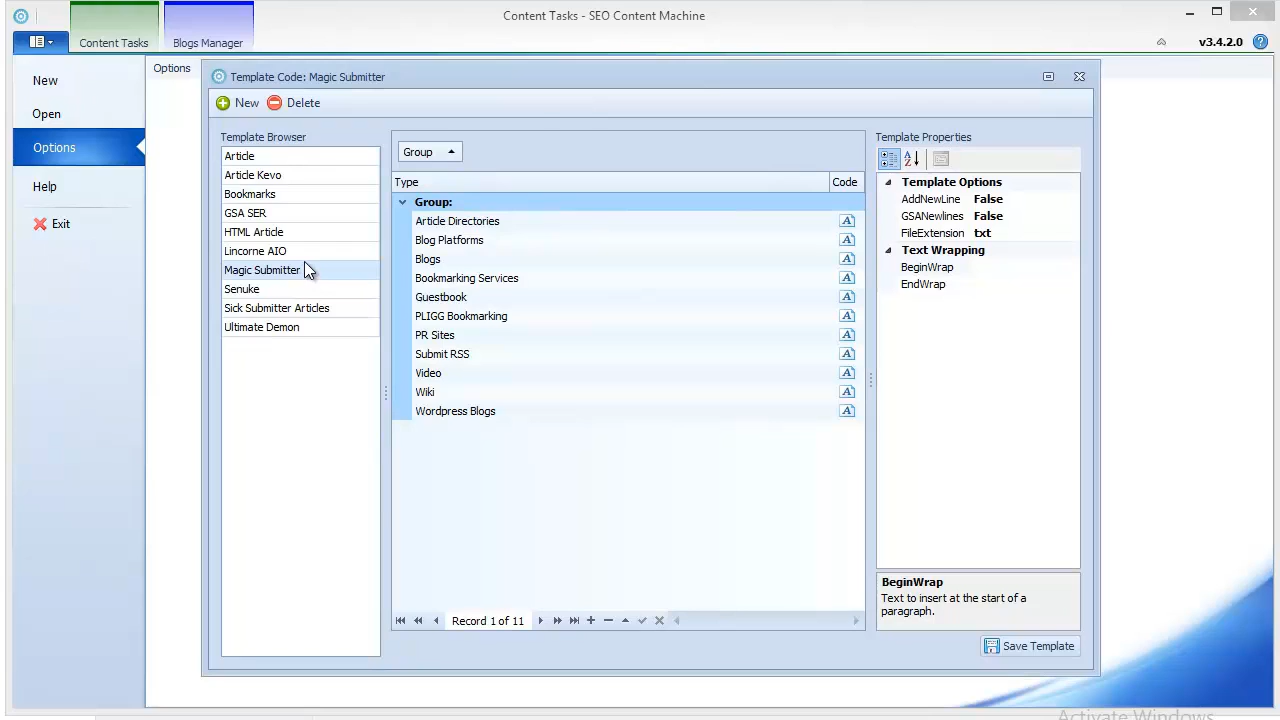 Content Tasks - SEO Content Machine
Content Tasks
Blogs Manager
v3.4.2.0
New
Open
Options
Help
Exit
Options
Template Code: Magic Submitter
New
Delete
Template Browser
Article
Article Kevo
Bookmarks
GSA SER
HTML Article
Lincorne AIO
Magic Submitter
Senuke
Sick Submitter Articles
Ultimate Demon
Group
Type
Code
Group:
Article Directories
Blog Platforms
Blogs
Bookmarking Services
Guestbook
PLIGG Bookmarking
PR Sites
Submit RSS
Video
Wiki
Wordpress Blogs
Record 1 of 11
Template Properties
Template Options
AddNewLine False
GSANewlines False
FileExtension txt
Text Wrapping
BeginWrap
EndWrap
BeginWrap
Text to insert at the start of a
paragraph.
Save Template
Activate Windows